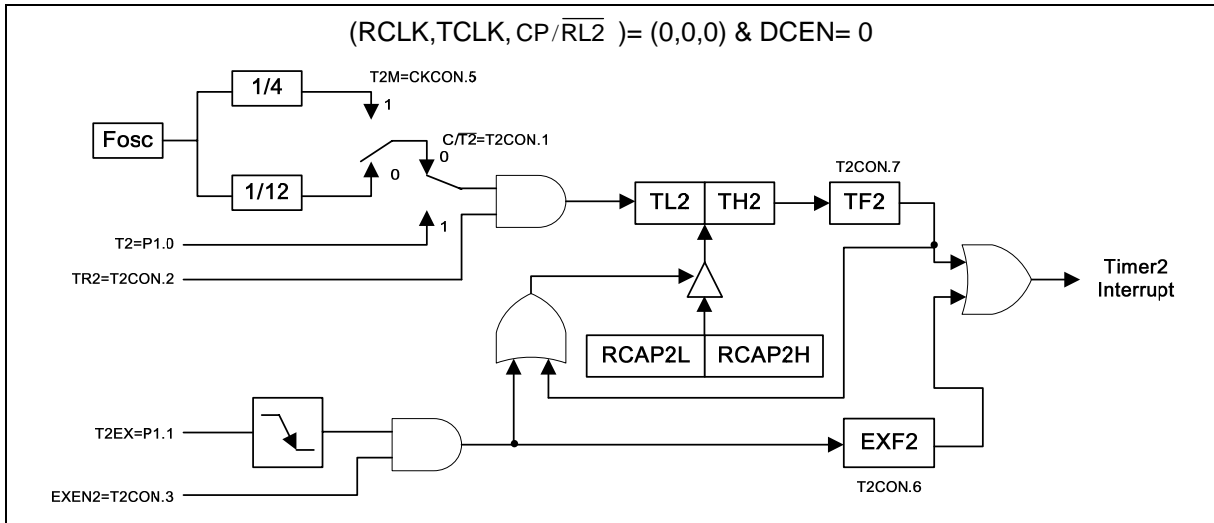 (RCLK,TCLK, CP/RL2 )= (0,0,0) & DCEN= 0
T2M=CKCON.5
1/4
1
Fosc
C/T2=T2CON.1
0
0
1/12
T2CON.7
TL2
TH2
TF2
1
T2=P1.0
TR2=T2CON.2
Timer2
Interrupt
RCAP2L
RCAP2H
T2EX=P1.1
EXF2
EXEN2=T2CON.3
T2CON.6